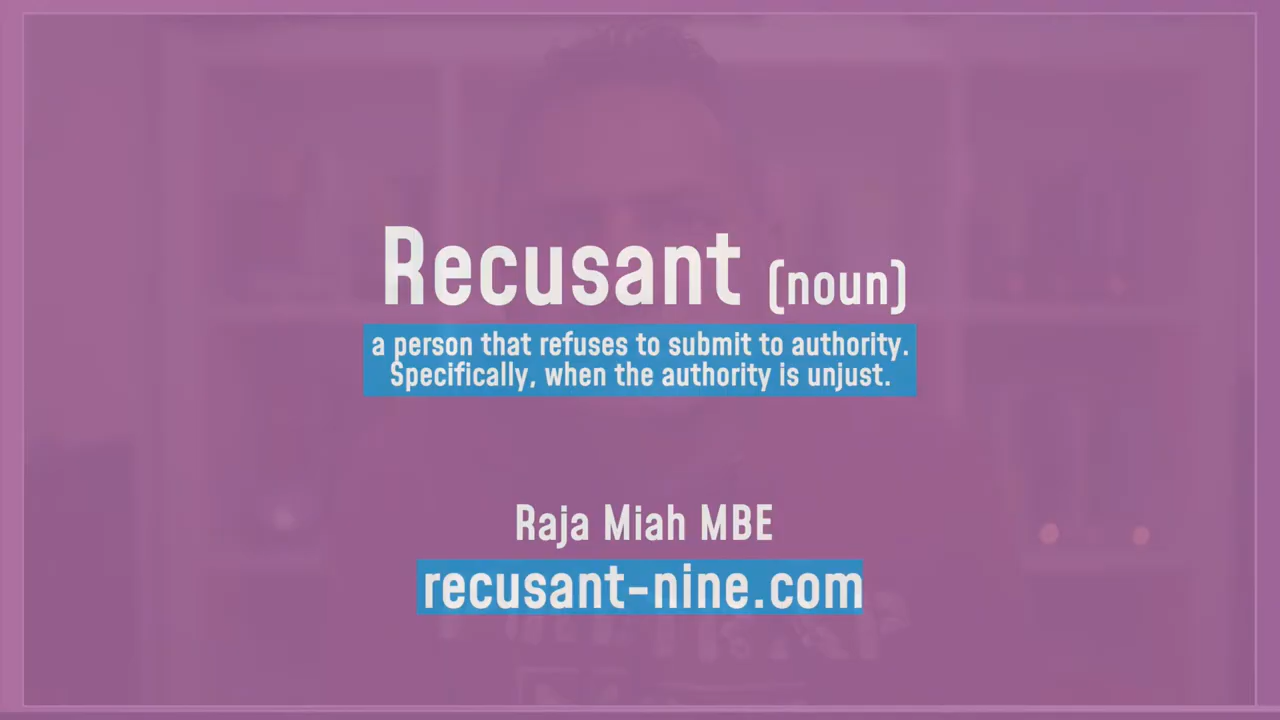 Recusant (noun)
a person that refuses to submit to authority.
Specifically, when the authority is unjust.
Raja Miah MBE
recusant-nine.com